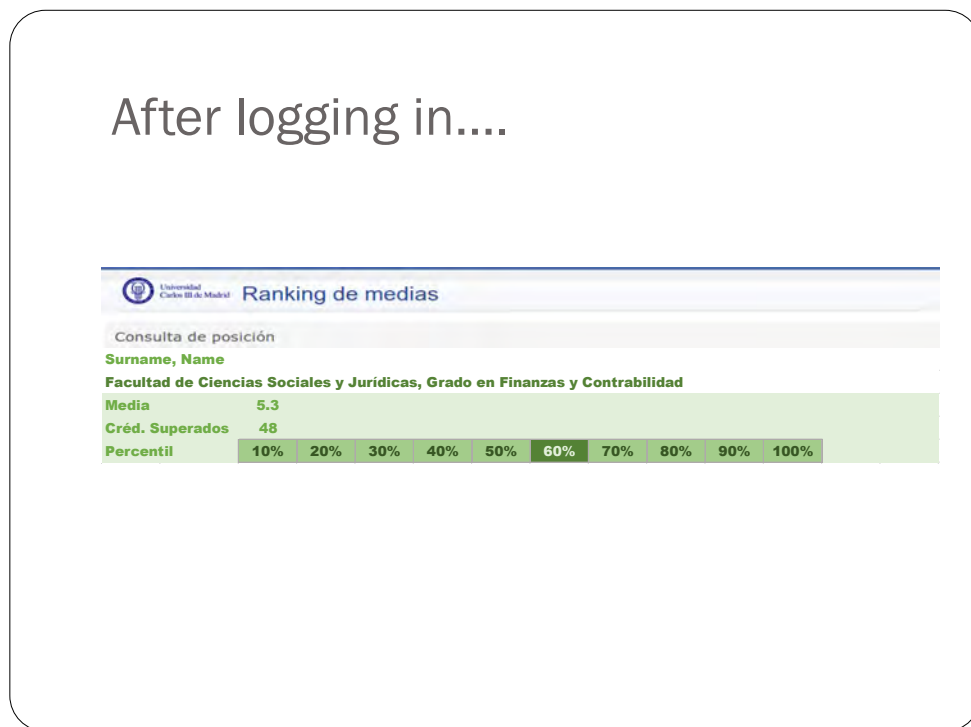 After logging in....
Universidad
Carlos III de Madrid
Ranking de medias
Consulta de posición
Surname, Name
Facultad de Ciencias Sociales y Jurídicas, Grado en Finanzas y Contrabilidad
Media 5.3
Créd. Superados 48
Percentil 10% 20% 30% 40% 50% 60% 70% 80% 90% 100%